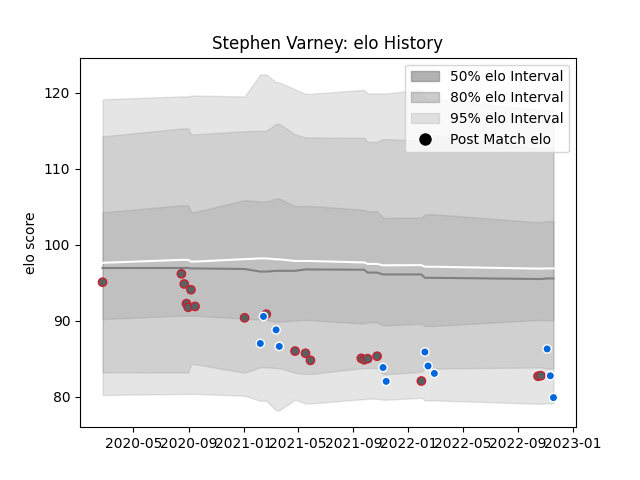 Stephen Varney: elo History
50% elo Interval
80% elo Interval
95% elo Interval
Post Match elo
elo score
120
110
100
90
80
2020-05 2020-09 2021-01 2021-05 2021-09 2022-01 2022-05 2022-09 2023-01